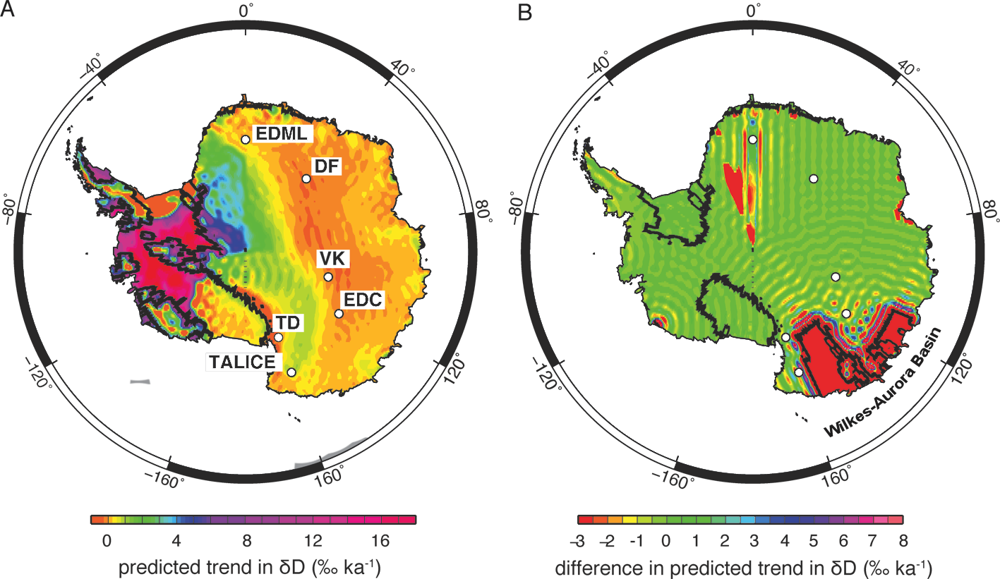 A
B
0°
0°
−40°
40°
−40°
40°
EDML
DF
−80°
80°
−80°
80°
VK
EDC
TD
TALICE
−120°
120°
−120°
120°
Wilkes-Aurora Basin
−160°
160°
−160°
160°
0 4 8 12 16
−3 −2 -1 0 1 2 3 4 5 6 7 8
predicted trend in δD (‰ ka⁻¹)
difference in predicted trend in δD (‰ ka⁻¹)